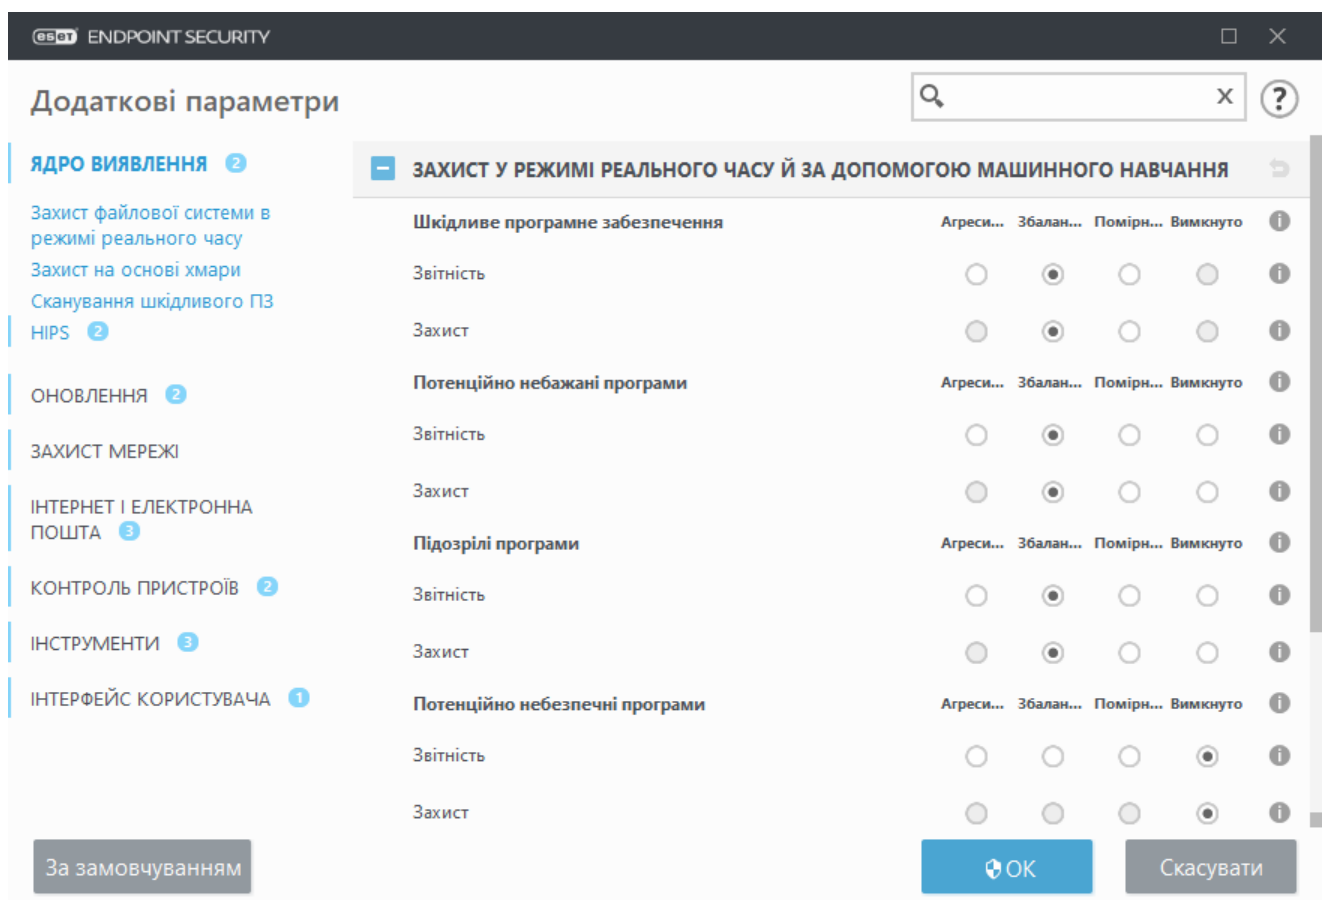 eseT ENDPOINT SECURITY
Додаткові параметри
x
?
ЯДРО ВИЯВЛЕННЯ 2
Захист файлової системи в
режимі реального часу
Захист на основі хмари
Сканування шкідливого ПЗ
HIPS 2
ОНОВЛЕННЯ 2
ЗАХИСТ МЕРЕЖІ
ІНТЕРНЕТ І ЕЛЕКТРОННА
ПОШТА 3
КОНТРОЛЬ ПРИСТРОЇВ 2
ІНСТРУМЕНТИ 3
ІНТЕРФЕЙС КОРИСТУВАЧА 1
ЗАХИСТ У РЕЖИМІ РЕАЛЬНОГО ЧАСУ Й ЗА ДОПОМОГОЮ МАШИННОГО НАВЧАННЯ
Шкідливе програмне забезпечення Агреси... Збалан... Помірн... Вимкнуто
Звітність
Захист
Потенційно небажані програми Агреси... Збалан... Помірн... Вимкнуто
Звітність
Захист
Підозрілі програми Агреси... Збалан... Помірн... Вимкнуто
Звітність
Захист
Потенційно небезпечні програми Агреси... Збалан... Помірн... Вимкнуто
Звітність
Захист
За замовчуванням
OK
Скасувати